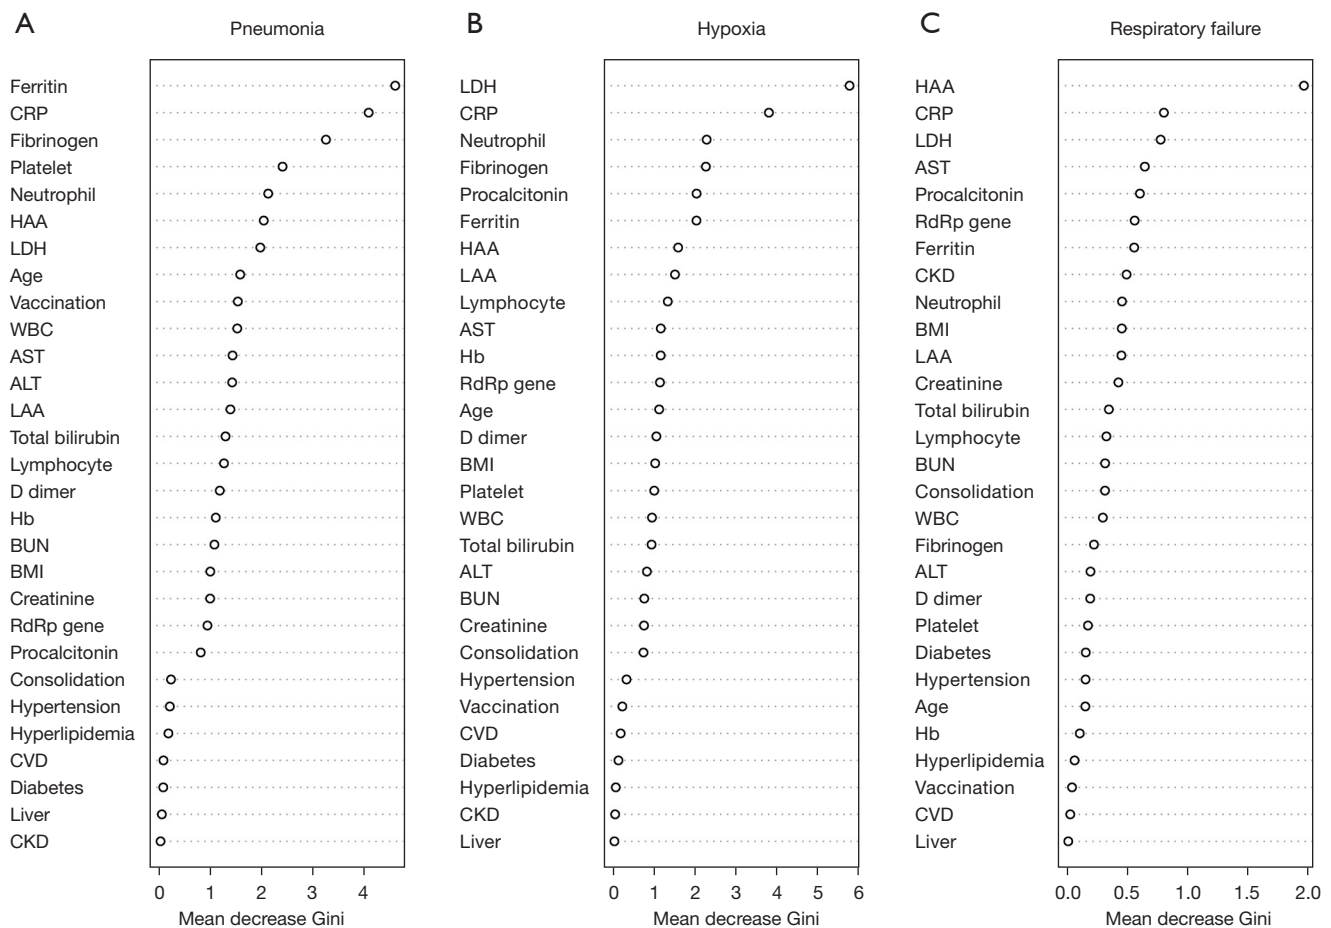 A
Pneumonia
Ferritin
CRP
Fibrinogen
Platelet
Neutrophil
HAA
LDH
Age
Vaccination
WBC
AST
ALT
LAA
Total bilirubin
Lymphocyte
D dimer
Hb
BUN
BMI
Creatinine
RdRp gene
Procalcitonin
Consolidation
Hypertension
Hyperlipidemia
CVD
Diabetes
Liver
CKD
0 1 2 3 4
Mean decrease Gini
B
Hypoxia
LDH
CRP
Neutrophil
Fibrinogen
Procalcitonin
Ferritin
HAA
LAA
Lymphocyte
AST
Hb
RdRp gene
Age
D dimer
BMI
Platelet
WBC
Total bilirubin
ALT
BUN
Creatinine
Consolidation
Hypertension
Vaccination
CVD
Diabetes
Hyperlipidemia
CKD
Liver
0 1 2 3 4 5 6
Mean decrease Gini
C
Respiratory failure
HAA
CRP
LDH
AST
Procalcitonin
RdRp gene
Ferritin
CKD
Neutrophil
BMI
LAA
Creatinine
Total bilirubin
Lymphocyte
BUN
Consolidation
WBC
Fibrinogen
ALT
D dimer
Platelet
Diabetes
Hypertension
Age
Hb
Hyperlipidemia
Vaccination
CVD
Liver
0.0 0.5 1.0 1.5 2.0
Mean decrease Gini